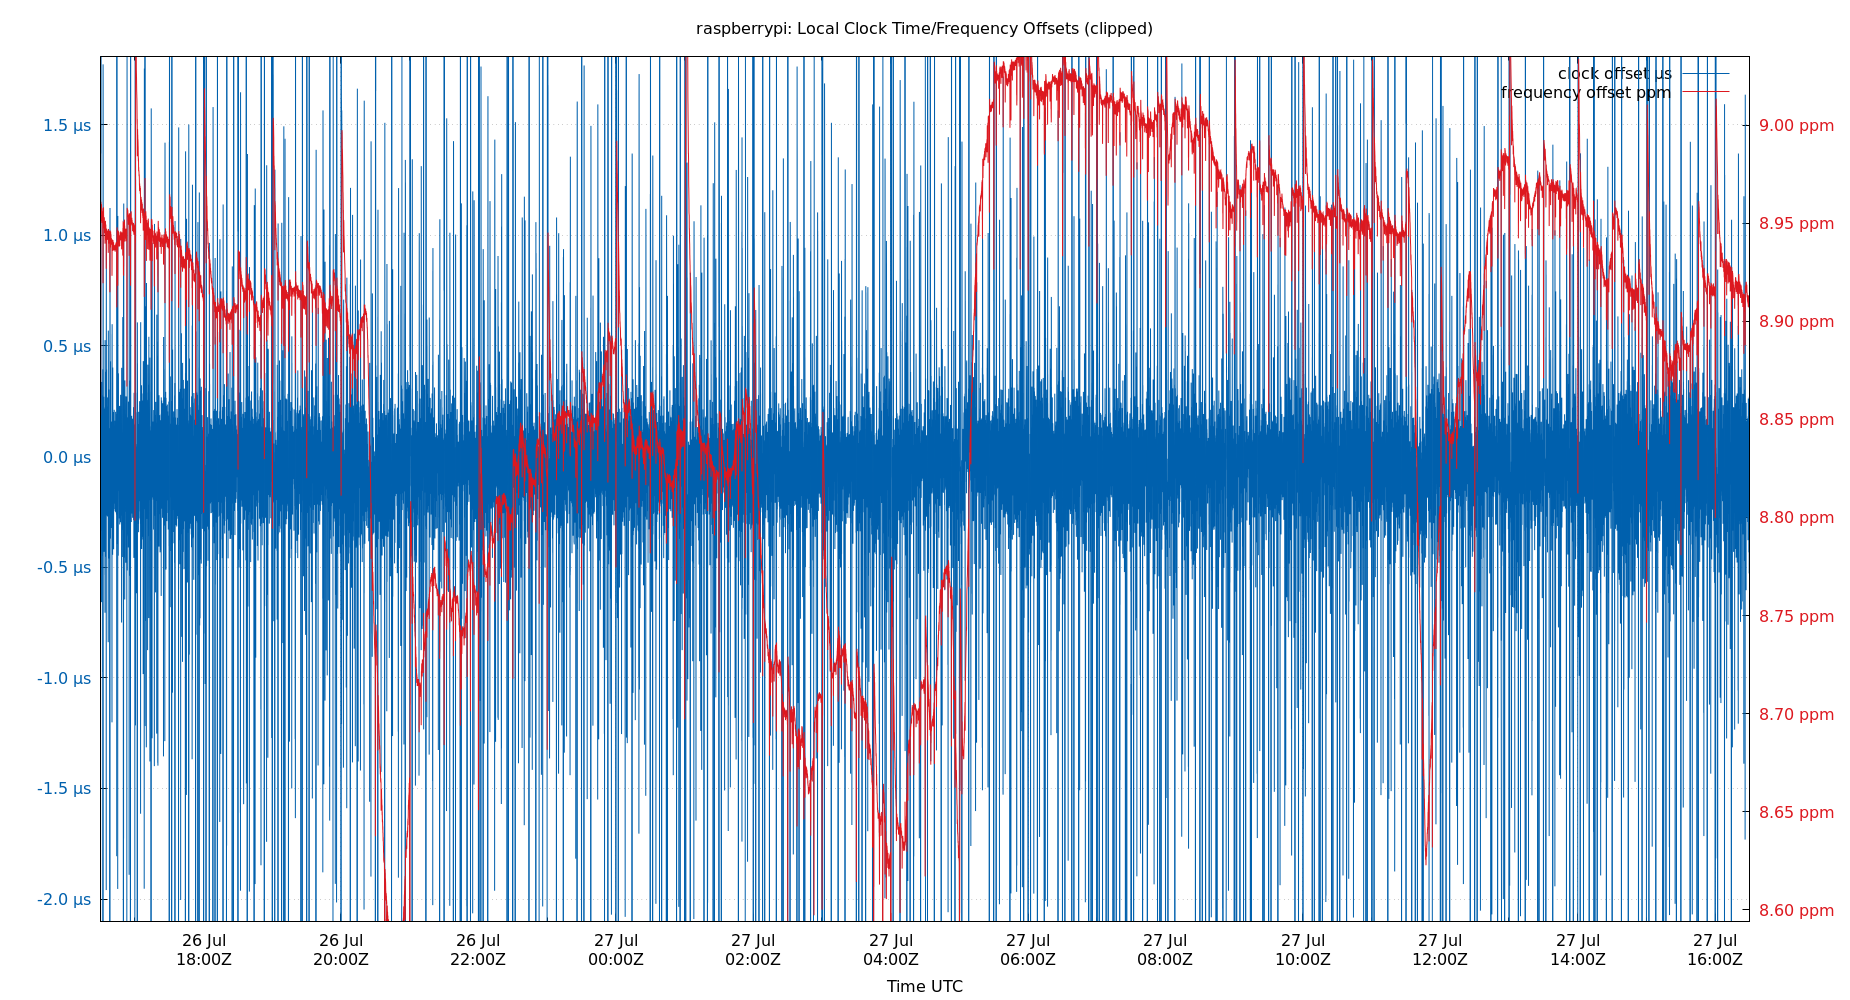 raspberrypi: Local Clock Time/Frequency Offsets (clipped)
clock offset µs
frequency offset ppm
1.5 µs
1.0 µs
0.5 µs
0.0 µs
-0.5 µs
-1.0 µs
-1.5 µs
-2.0 µs
9.00 ppm
8.95 ppm
8.90 ppm
8.85 ppm
8.80 ppm
8.75 ppm
8.70 ppm
8.65 ppm
8.60 ppm
26 Jul 26 Jul 26 Jul 27 Jul 27 Jul 27 Jul 27 Jul 27 Jul 27 Jul 27 Jul 27 Jul 27 Jul
18:00Z 20:00Z 22:00Z 00:00Z 02:00Z 04:00Z 06:00Z 08:00Z 10:00Z 12:00Z 14:00Z 16:00Z
Time UTC